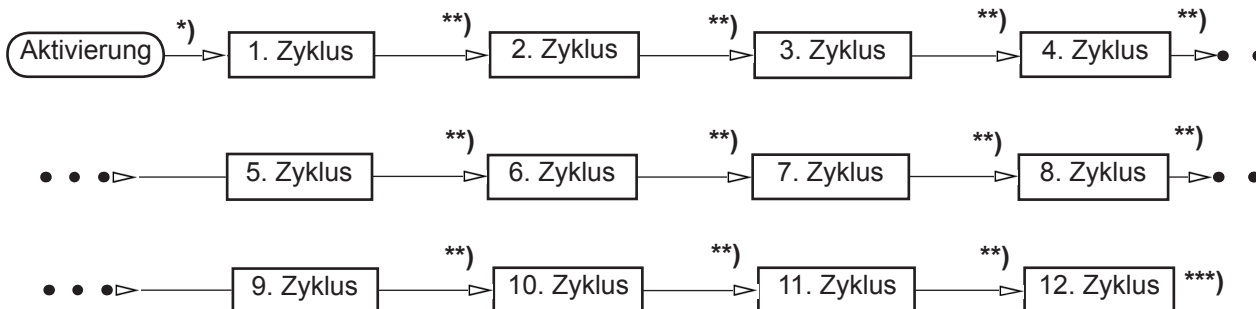 *) **) **) **) **)
Aktivierung 1. Zyklus 2. Zyklus 3. Zyklus 4. Zyklus
**) **) **) **)
5. Zyklus 6. Zyklus 7. Zyklus 8. Zyklus
**) **) **) ***)
9. Zyklus 10. Zyklus 11. Zyklus 12. Zyklus